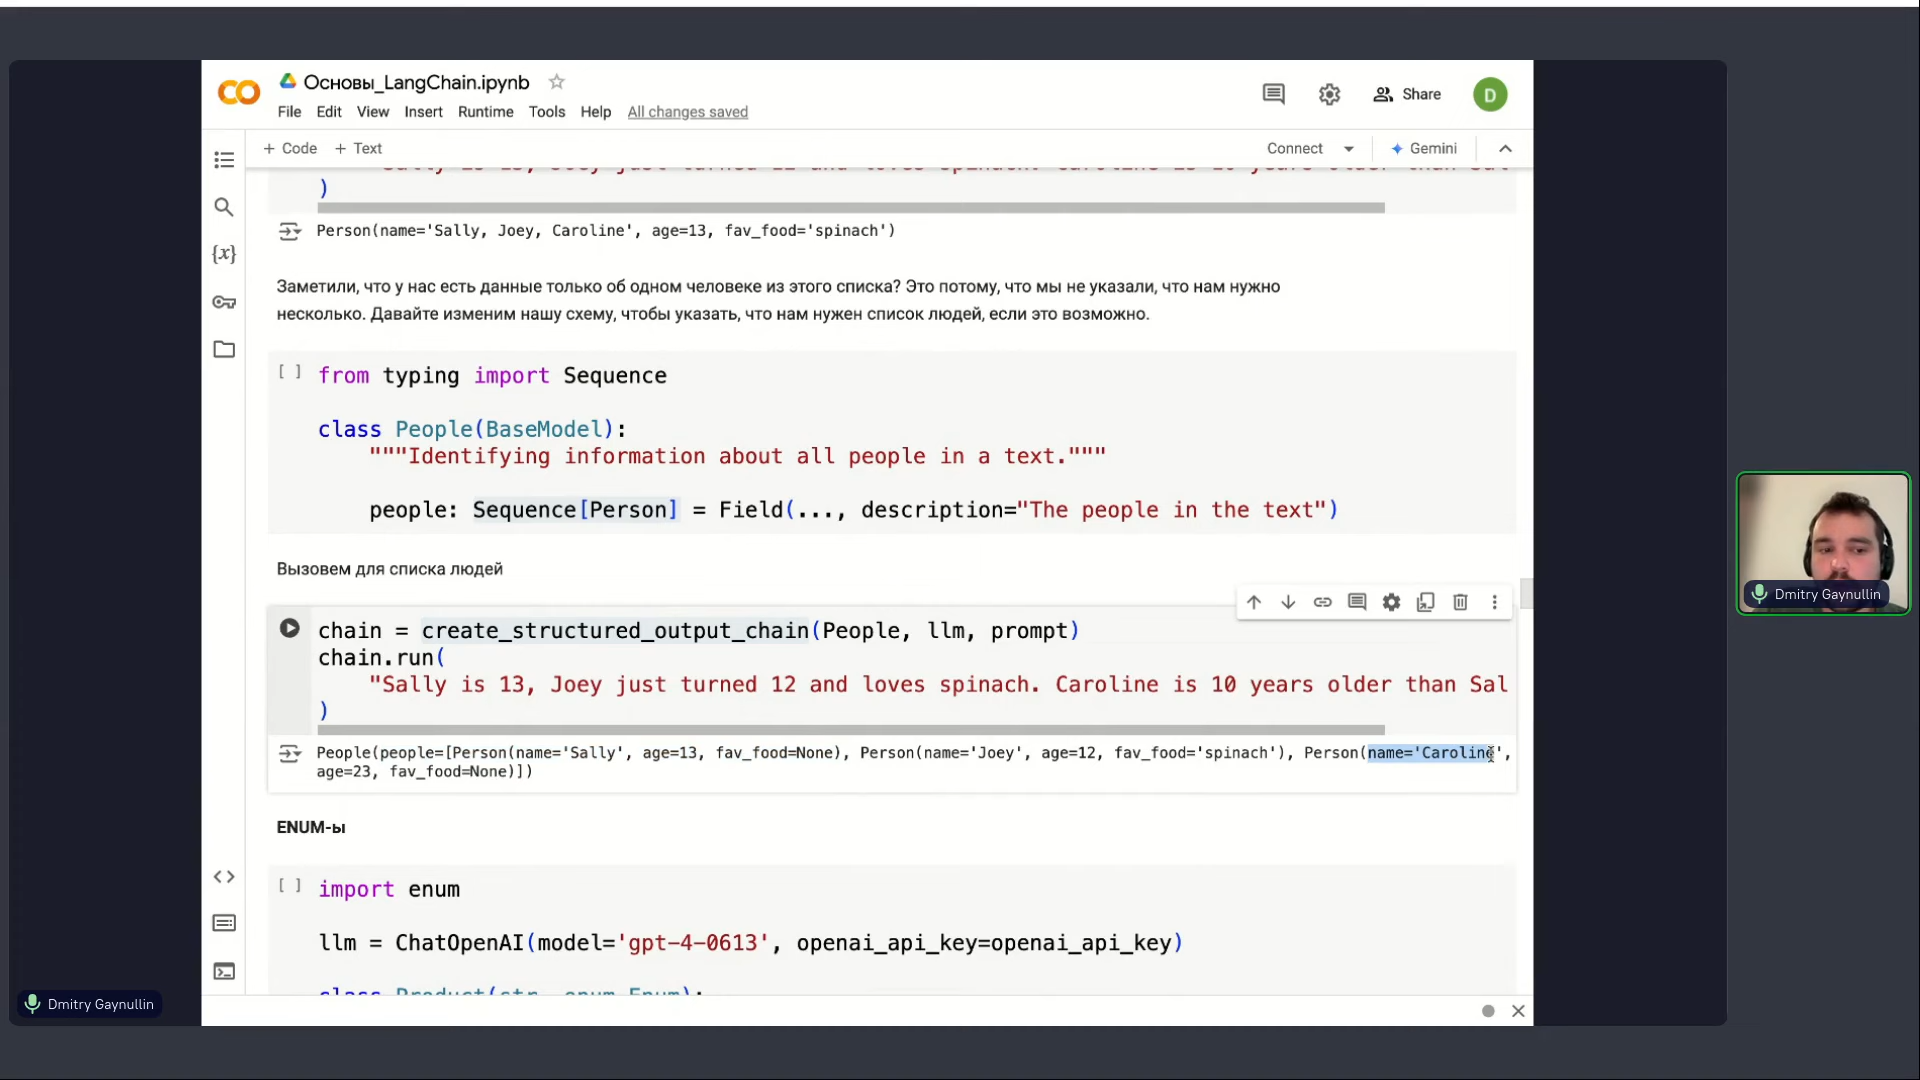 Основы_LangChain.ipynb
File Edit View Insert Runtime Tools Help All changes saved
Share
D
+ Code + Text
Connect
Gemini
)
Person(name='Sally, Joey, Caroline', age=13, fav_food='spinach')
Заметили, что у нас есть данные только об одном человеке из этого списка? Это потому, что мы не указали, что нам нужно
несколько. Давайте изменим нашу схему, чтобы указать, что нам нужен список людей, если это возможно.
[ ] from typing import Sequence
class People(BaseModel):
"""Identifying information about all people in a text."""
people: Sequence[Person] = Field(..., description="The people in the text")
Вызовем для списка людей
chain = create_structured_output_chain(People, llm, prompt)
chain.run(
"Sally is 13, Joey just turned 12 and loves spinach. Caroline is 10 years older than Sal
)
People(people=[Person(name='Sally', age=13, fav_food=None), Person(name='Joey', age=12, fav_food='spinach'), Person(name='Caroline',
age=23, fav_food=None)])
ENUM-ы
[ ] import enum
llm = ChatOpenAI(model='gpt-4-0613', openai_api_key=openai_api_key)
class Product(str, enum.Enum):
Dmitry Gaynullin
Dmitry Gaynullin